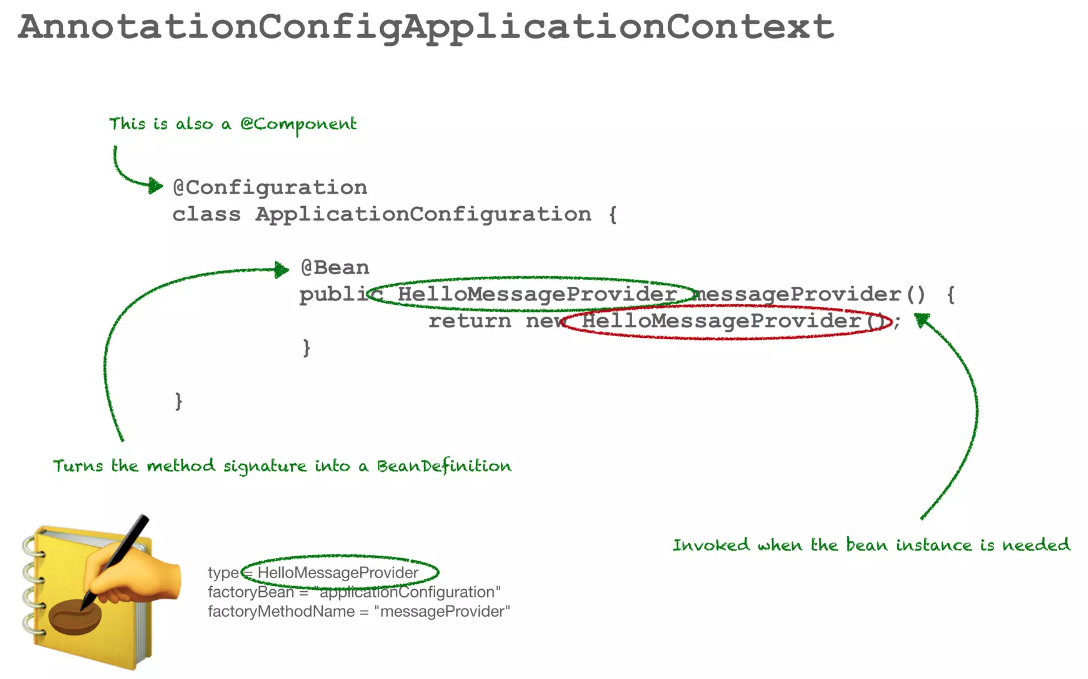 AnnotationConfigApplicationContext
This is also a @Component
@Configuration
class ApplicationConfiguration {
@Bean
public HelloMessageProvider messageProvider() {
return new HelloMessageProvider();
}
}
Turns the method signature into a BeanDefinition
Invoked when the bean instance is needed
type = HelloMessageProvider
factoryBean = "applicationConfiguration"
factoryMethodName = "messageProvider"